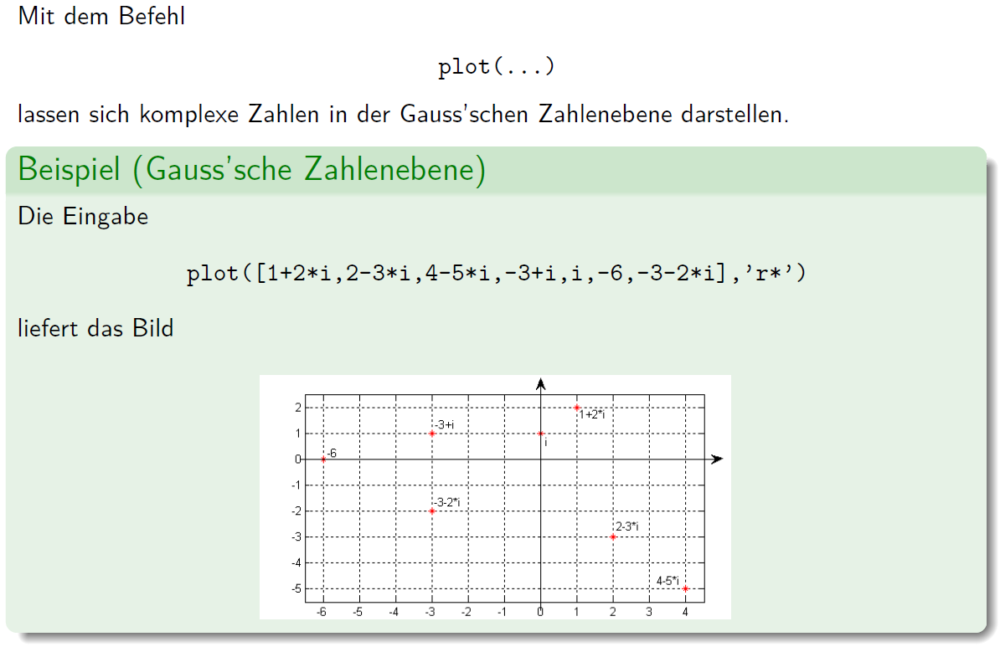 Mit dem Befehl
plot(...)
lassen sich komplexe Zahlen in der Gauss'schen Zahlenebene darstellen.
Beispiel (Gauss'sche Zahlenebene)
Die Eingabe
plot([1+2*i,2-3*i,4-5*i,-3+i,i,-6,-3-2*i],'r*')
liefert das Bild
2
1+2*i
-3+i
1
i
-6
0
-1
-3-2*i
-2
2-3*i
-3
-4
4-5*i
-5
-6 -5 -4 -3 -2 -1 0 1 2 3 4